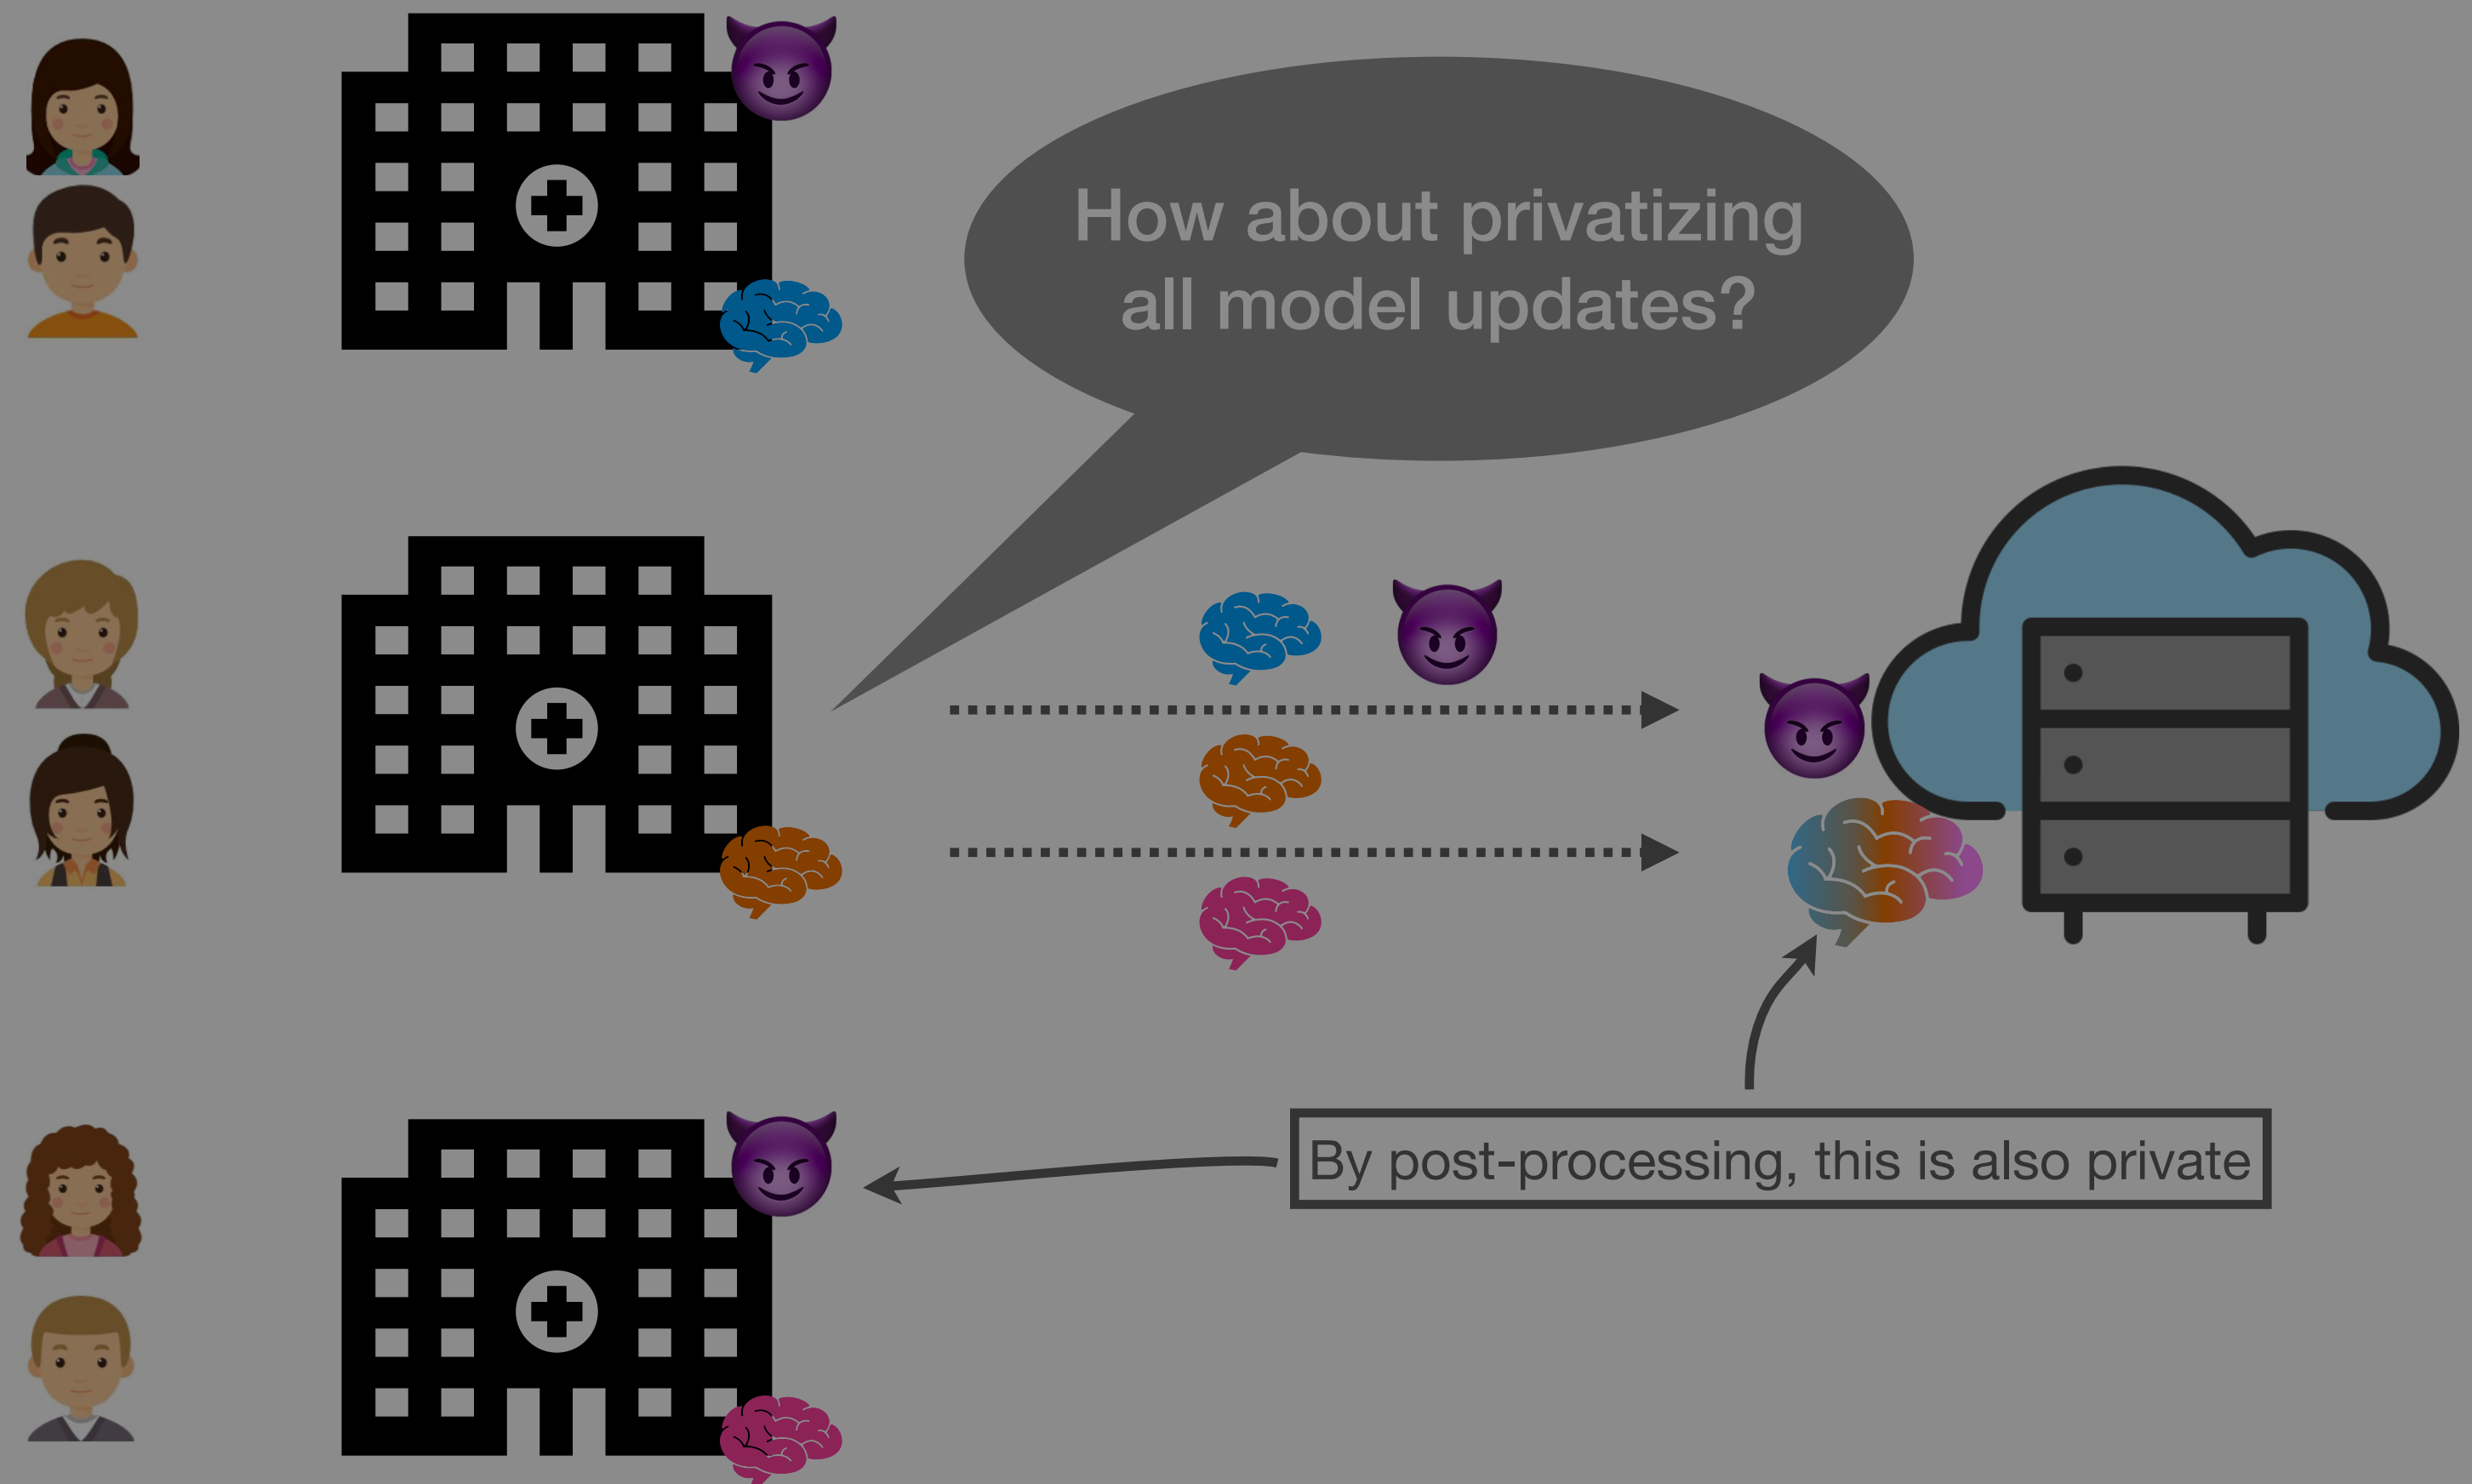 How about privatizing
all model updates?
By post-processing, this is also private